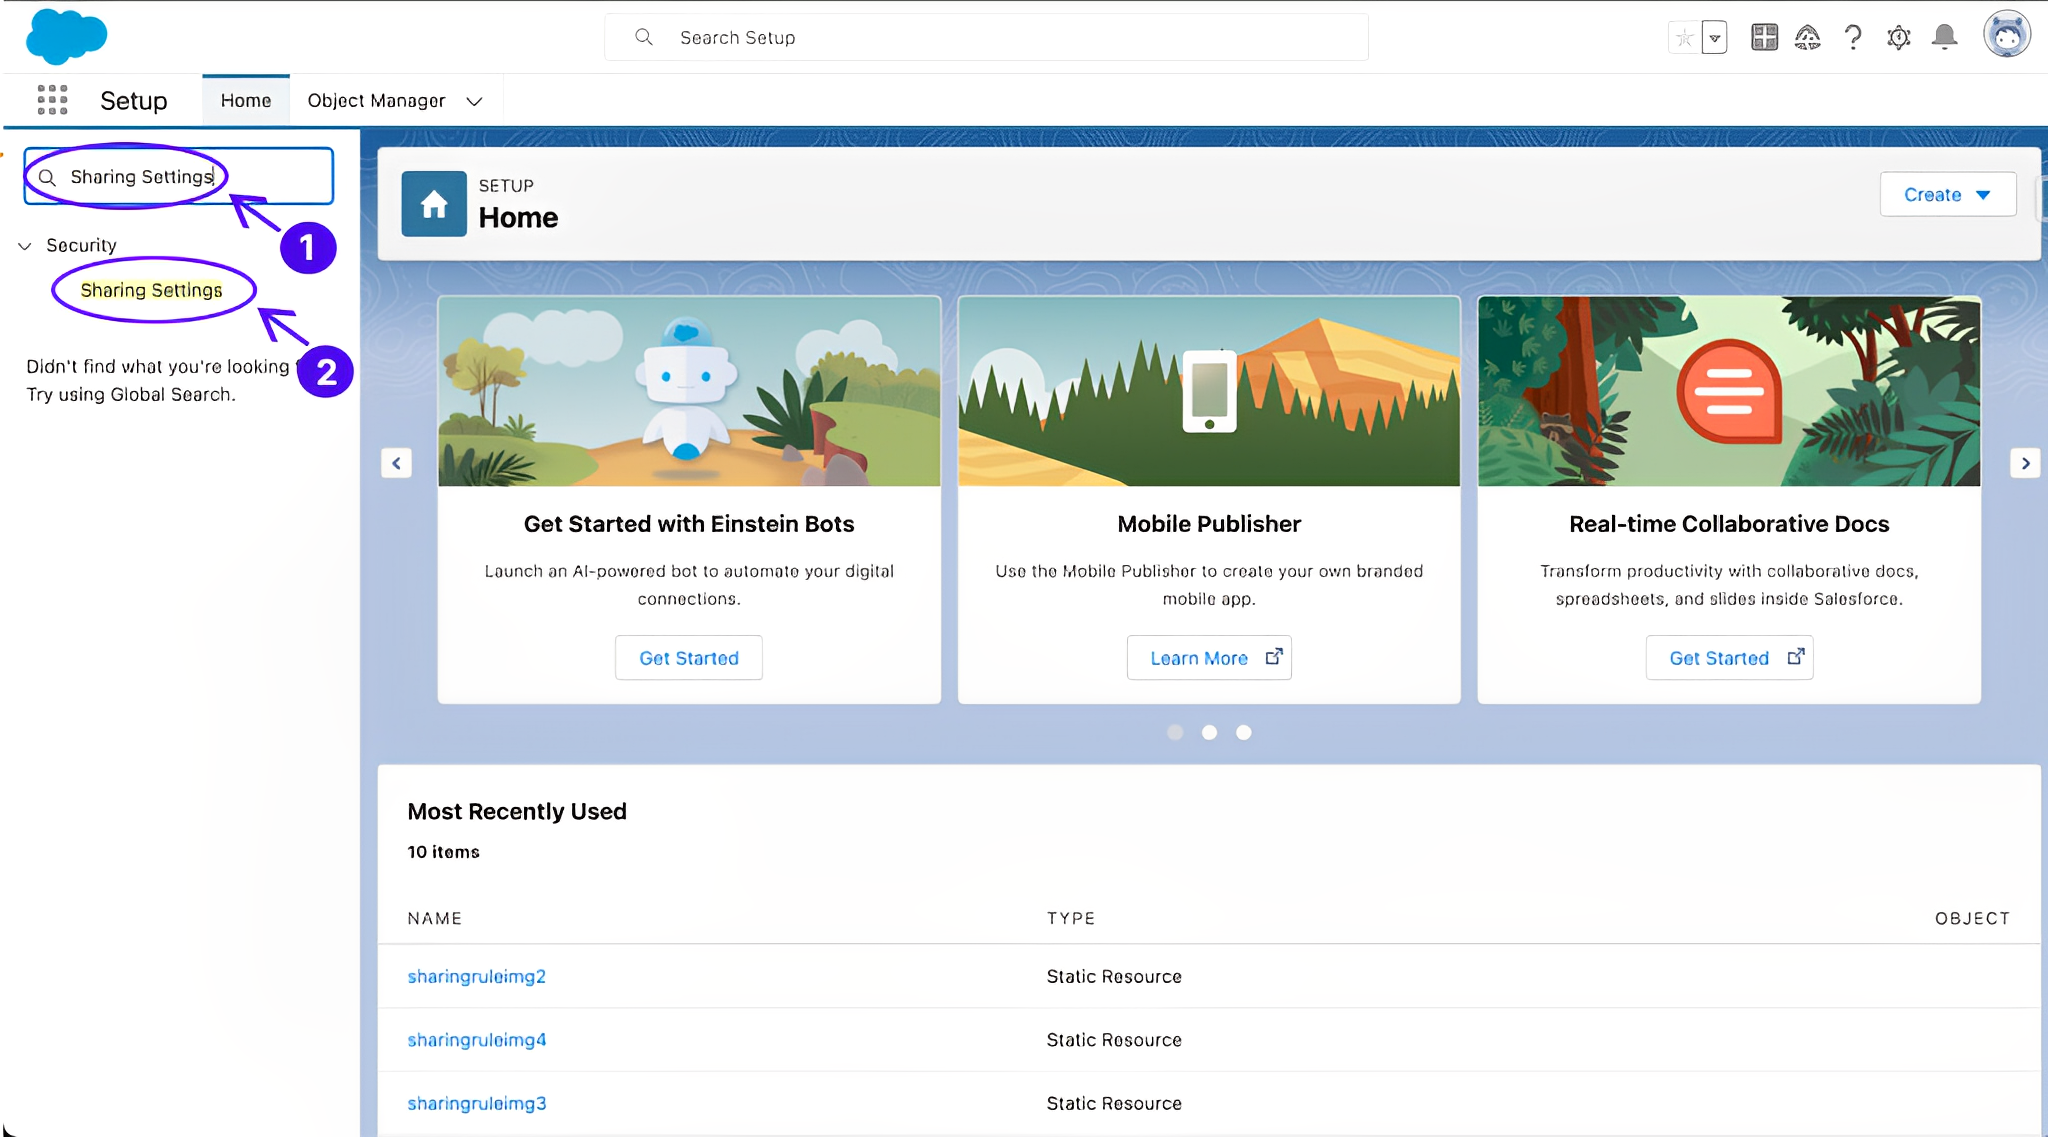 Search Setup
Setup
Home
Object Manager
Sharing Settings
1
Security
Sharing Settings
2
Didn't find what you're looking
Try using Global Search.
SETUP
Home
Create
Get Started with Einstein Bots
Launch an AI-powered bot to automate your digital
connections.
Get Started
Mobile Publisher
Use the Mobile Publisher to create your own branded
mobile app.
Learn More
Real-time Collaborative Docs
Transform productivity with collaborative docs,
spreadsheets, and slides inside Salesforce.
Get Started
Most Recently Used
10 items
NAME TYPE OBJECT
sharingruleimg2 Static Resource
sharingruleimg4 Static Resource
sharingruleimg3 Static Resource